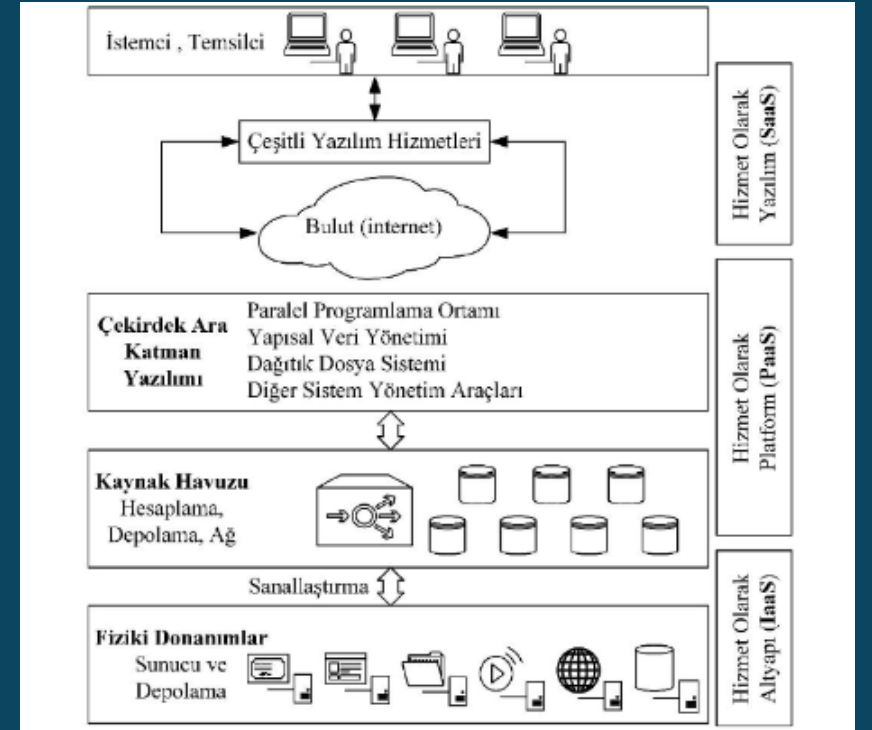 İstemci , Temsilci
Çeşitli Yazılım Hizmetleri
Bulut (internet)
Hizmet Olarak
Yazılım (SaaS)
Çekirdek Ara
Katman
Yazılımı
Paralel Programlama Ortamı
Yapısal Veri Yönetimi
Dağıtık Dosya Sistemi
Diğer Sistem Yönetim Araçları
Hizmet Olarak
Platform (PaaS)
Kaynak Havuzu
Hesaplama,
Depolama, Ağ
Sanallaştırma
Fiziki Donanımlar
Sunucu ve
Depolama
Hizmet Olarak
Altyapı (IaaS)